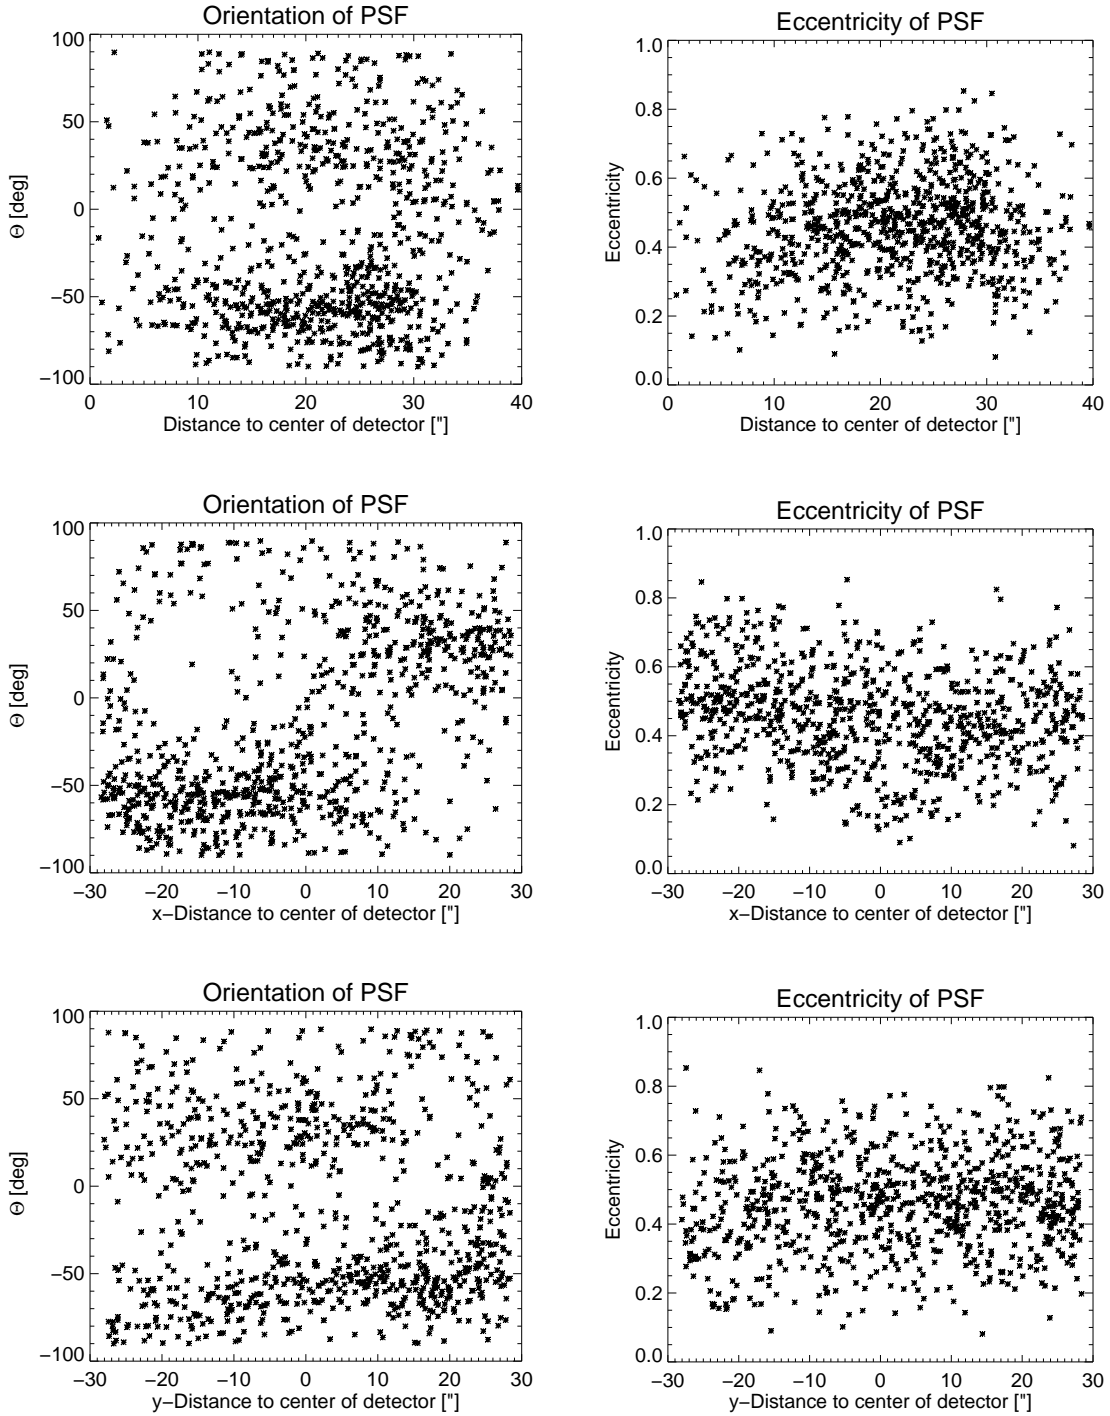 Orientation of PSF
100
50
0
−50
−100
Θ [deg]
0 10 20 30 40
Distance to center of detector ["]
Eccentricity of PSF
1.0
0.8
0.6
0.4
0.2
0.0
Eccentricity
0 10 20 30 40
Distance to center of detector ["]
Orientation of PSF
100
50
0
−50
−100
Θ [deg]
−30 −20 −10 0 10 20 30
x−Distance to center of detector ["]
Eccentricity of PSF
1.0
0.8
0.6
0.4
0.2
0.0
Eccentricity
−30 −20 −10 0 10 20 30
x−Distance to center of detector ["]
Orientation of PSF
100
50
0
−50
−100
Θ [deg]
−30 −20 −10 0 10 20 30
y−Distance to center of detector ["]
Eccentricity of PSF
1.0
0.8
0.6
0.4
0.2
0.0
Eccentricity
−30 −20 −10 0 10 20 30
y−Distance to center of detector ["]